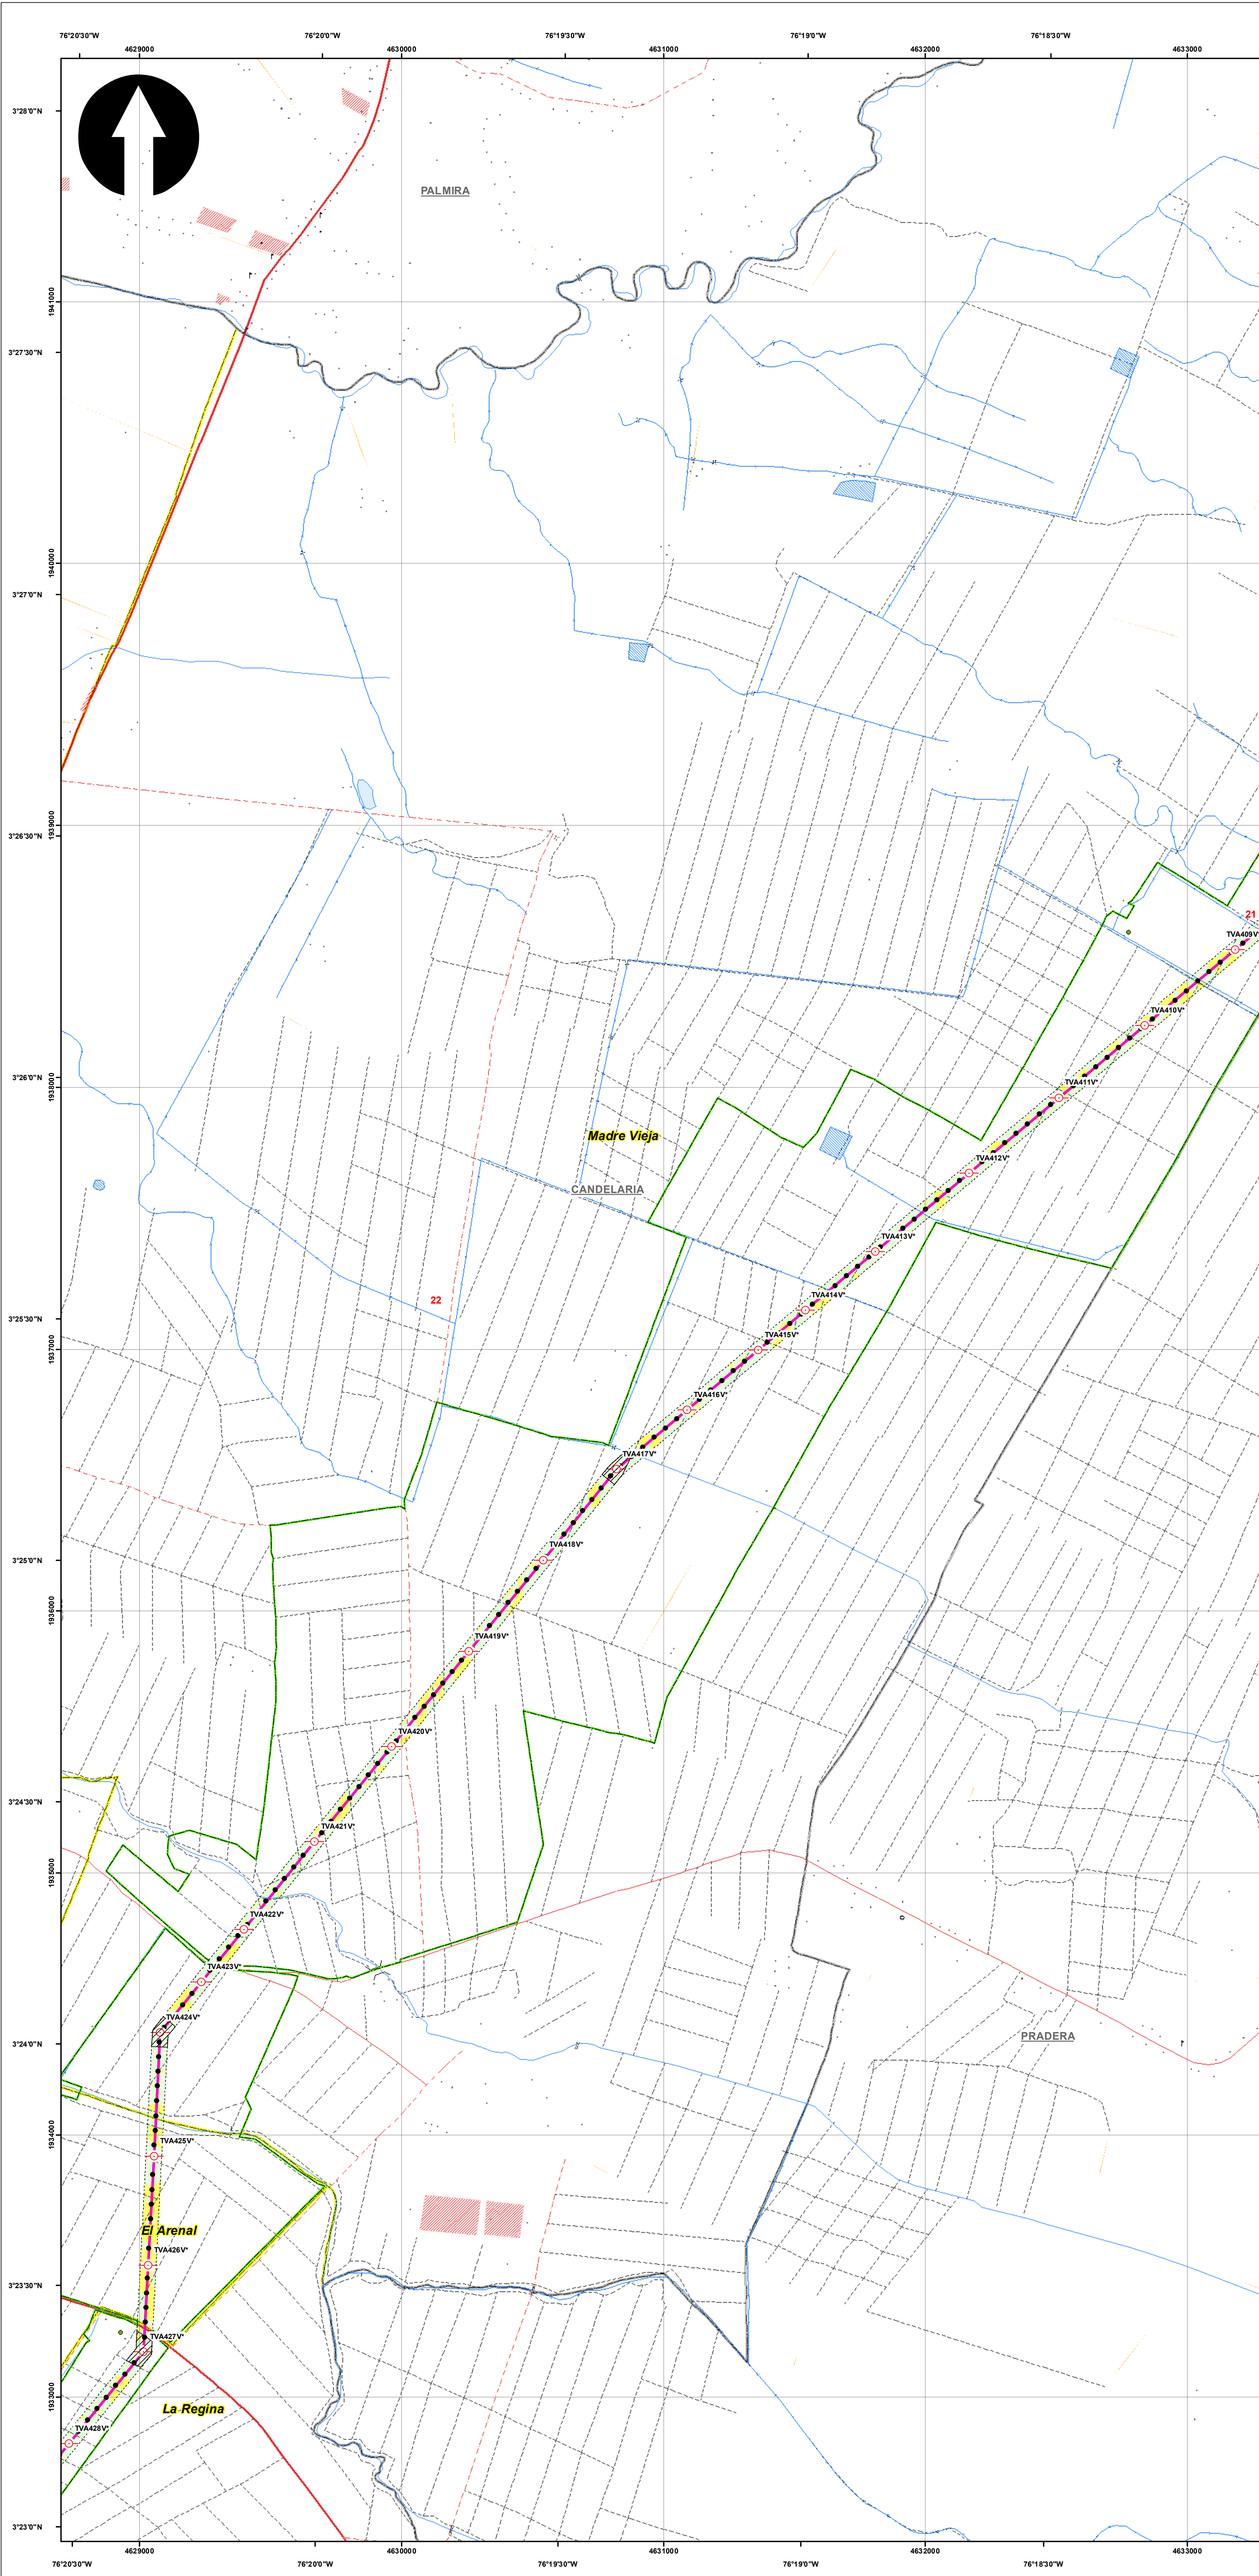 76°20'30"W
4629000
76°20'0"W
4630000
76°19'30"W
4631000
76°19'0"W
4632000
76°18'30"W
4633000
3°28'0"N
PALMIRA
1941000
3°27'30"N
1940000
3°27'0"N
1939000
3°26'30"N
21
TVA409V*
TVA410V*
3°26'0"N
1938000
TVA411V*
Madre Vieja
TVA412V*
CANDELARIA
TVA413V*
TVA414V*
22
3°25'30"N
TVA415V*
1937000
TVA416V*
TVA417V*
TVA418V*
3°25'0"N
1936000
TVA419V*
TVA420V*
3°24'30"N
TVA421V*
1935000
TVA422V*
TVA423V*
TVA424V*
3°24'0"N
PRADERA
1934000
TVA425V*
El Arenal
TVA426V*
3°23'30"N
TVA427V*
1933000
La Regina
TVA428V*
3°23'0"N
76°20'30"W
4629000
76°20'0"W
4630000
76°19'30"W
4631000
76°19'0"W
4632000
76°18'30"W
4633000